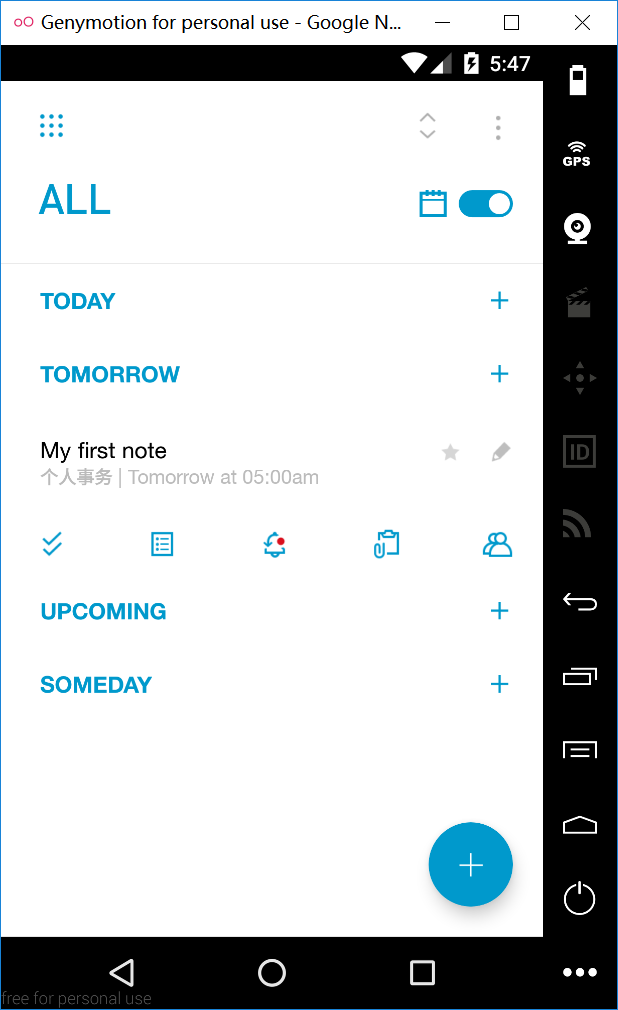 Genymotion for personal use - Google N...
5:47
GPS
ALL
TODAY
TOMORROW
My first note
个人事务 | Tomorrow at 05:00am
ID
UPCOMING
SOMEDAY
free for personal use